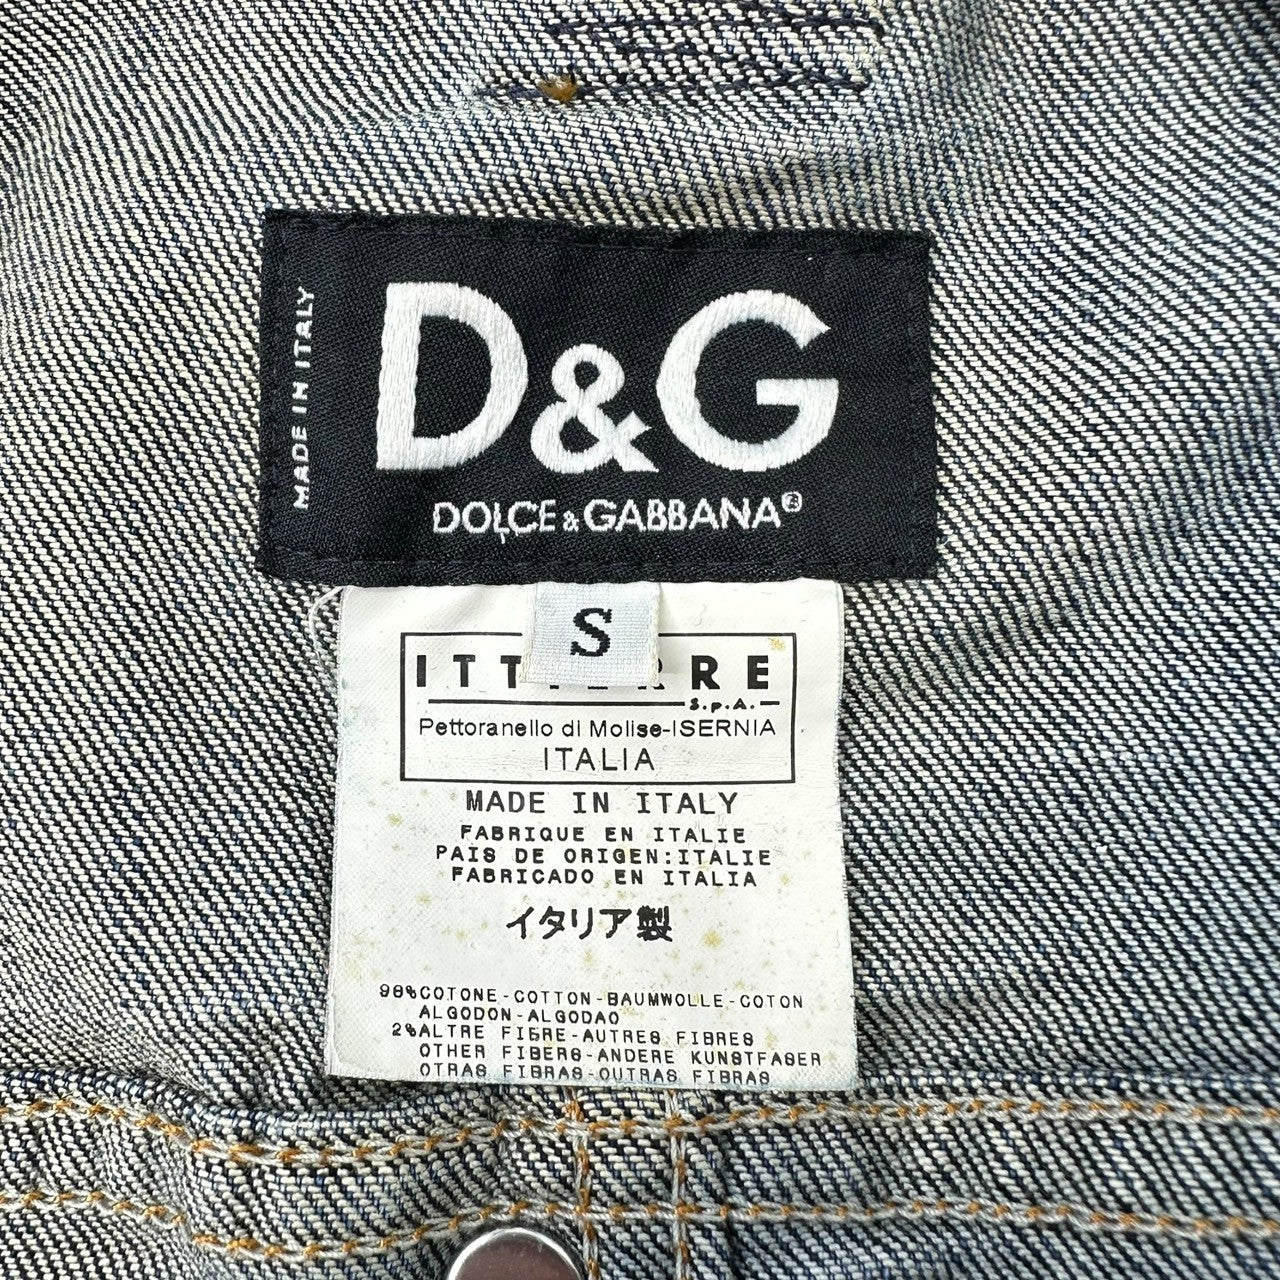 MADE IN ITALY
D&G
DOLCE & GABBANA®
S
S.p.A.
Pettoranello di Molise-ISERNIA
ITALIA
MADE IN ITALY
FABRIQUE EN ITALIE
PAIS DE ORIGEN:ITALIE
FABRICADO EN ITALIA
イタリア製
98%COTONE-COTTON-BAUMWOLLE-COTON
ALGODON-ALGODAO
2%ALTRE FIBRE-AUTRES FIBRES
OTHER FIBERS-ANDERE KUNSTFASER
OTRAS FIBRAS-OUTRAS FIBRAS